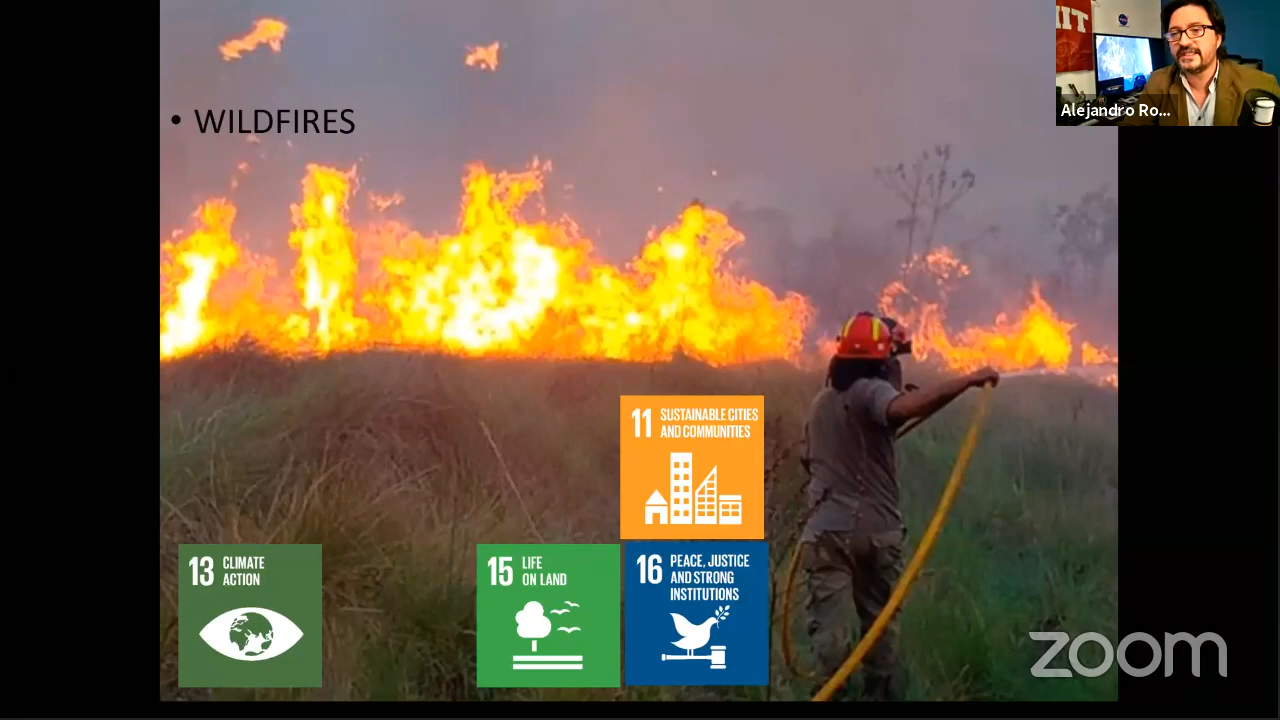 IT
Alejandro Ro...
• WILDFIRES
11 SUSTAINABLE CITIES
AND COMMUNITIES
13 CLIMATE
ACTION
15 LIFE
ON LAND
16 PEACE, JUSTICE
AND STRONG
INSTITUTIONS
zoom